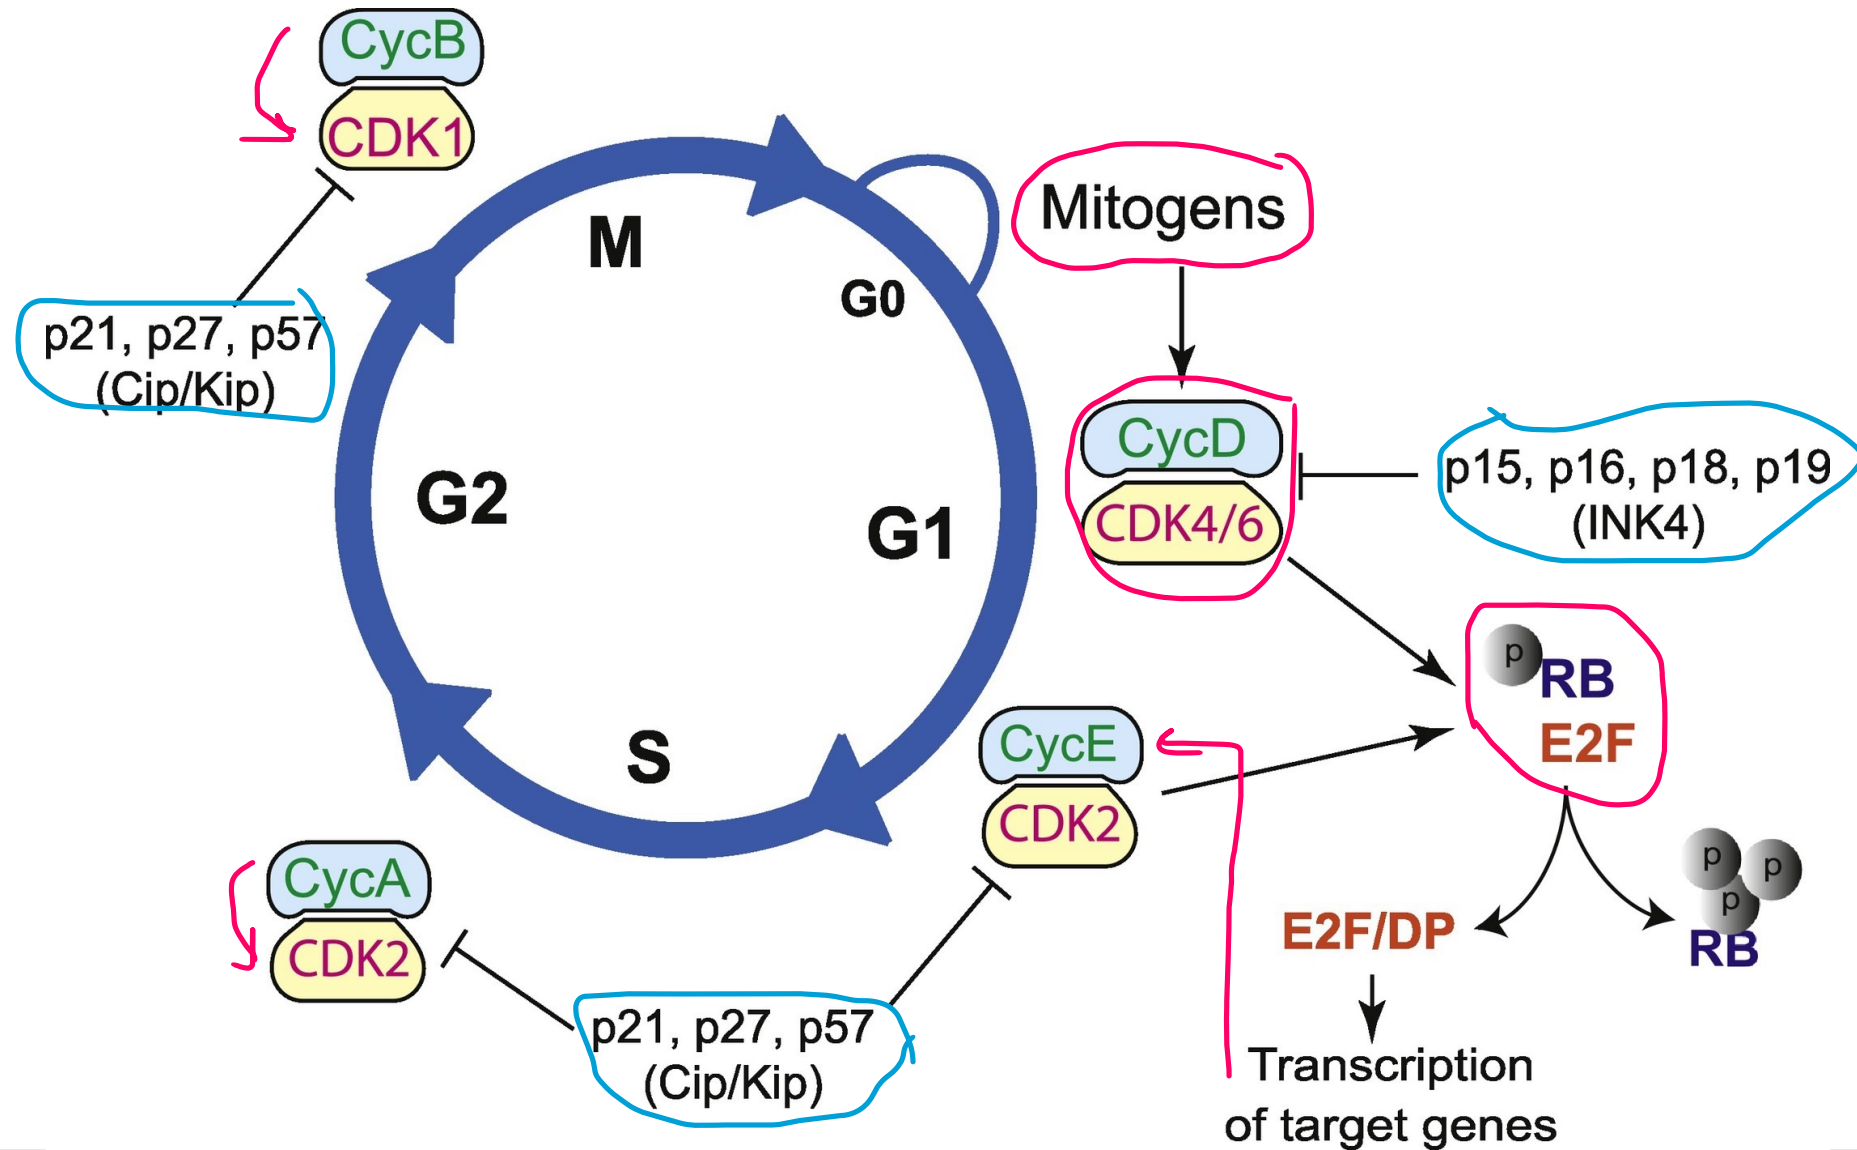 CycB
CDK1
p21, p27, p57
(Cip/Kip)
M
G0
G1
S
G2
Mitogens
CycD
CDK4/6
p15, p16, p18, p19
(INK4)
p
RB
E2F
CycE
CDK2
CycA
CDK2
p21, p27, p57
(Cip/Kip)
E2F/DP
p
p
p
RB
Transcription
of target genes